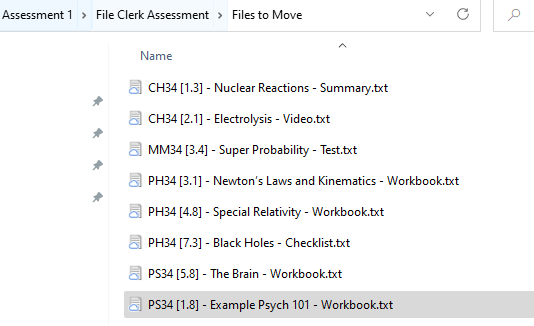 Assessment 1 > File Clerk Assessment > Files to Move
Name
CH34 [1.3] - Nuclear Reactions - Summary.txt
CH34 [2.1] - Electrolysis - Video.txt
MM34 [3.4] - Super Probability - Test.txt
PH34 [3.1] - Newton's Laws and Kinematics - Workbook.txt
PH34 [4.8] - Special Relativity - Workbook.txt
PH34 [7.3] - Black Holes - Checklist.txt
PS34 [5.8] - The Brain - Workbook.txt
PS34 [1.8] - Example Psych 101 - Workbook.txt